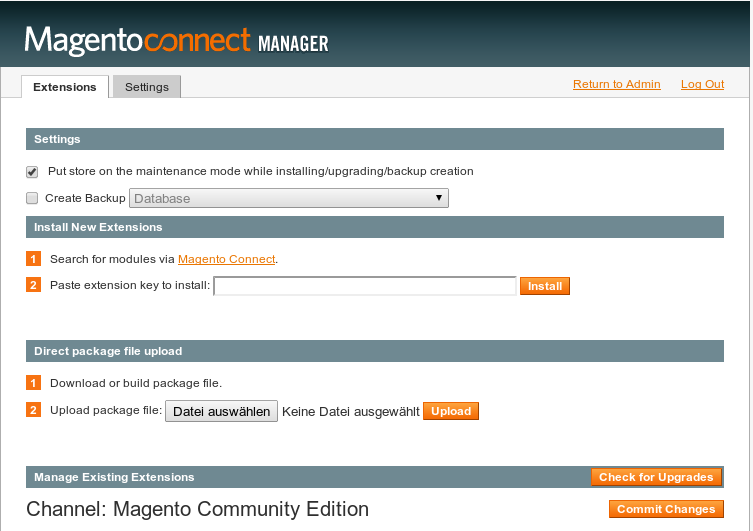 Magentoconnect MANAGER
Extensions Settings Return to Admin Log Out
Settings
Put store on the maintenance mode while installing/upgrading/backup creation
Create Backup Database
Install New Extensions
1 Search for modules via Magento Connect.
2 Paste extension key to install: Install
Direct package file upload
1 Download or build package file.
2 Upload package file: Datei auswählen Keine Datei ausgewählt Upload
Manage Existing Extensions Check for Upgrades
Channel: Magento Community Edition Commit Changes